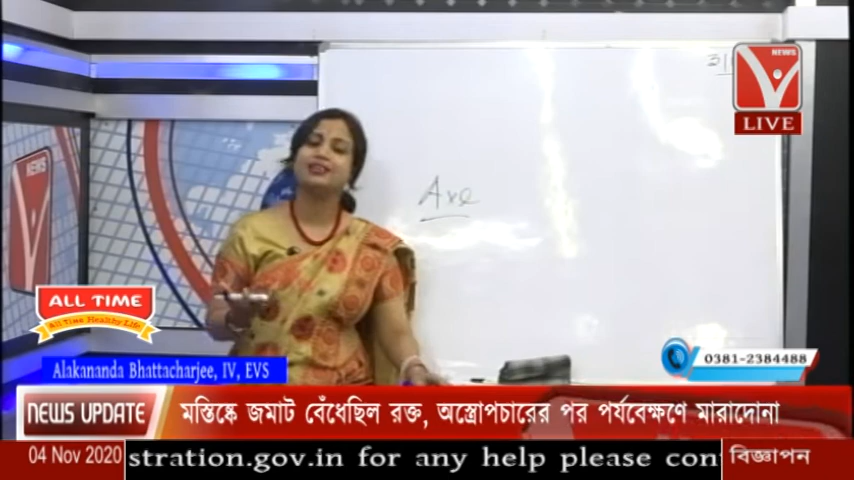 NEWS
LIVE
NEWS
Axe
ALL TIME
All Time Healthy Life
0381-2384488
Alakananda Bhattacharjee, IV, EVS
NEWS UPDATE
মস্তিষ্কে জমাট বেঁধেছিল রক্ত, অস্ত্রোপচারের পর পর্যবেক্ষণে মারাদোনা
04 Nov 2020
stration.gov.in for any help please con
বিজ্ঞাপন